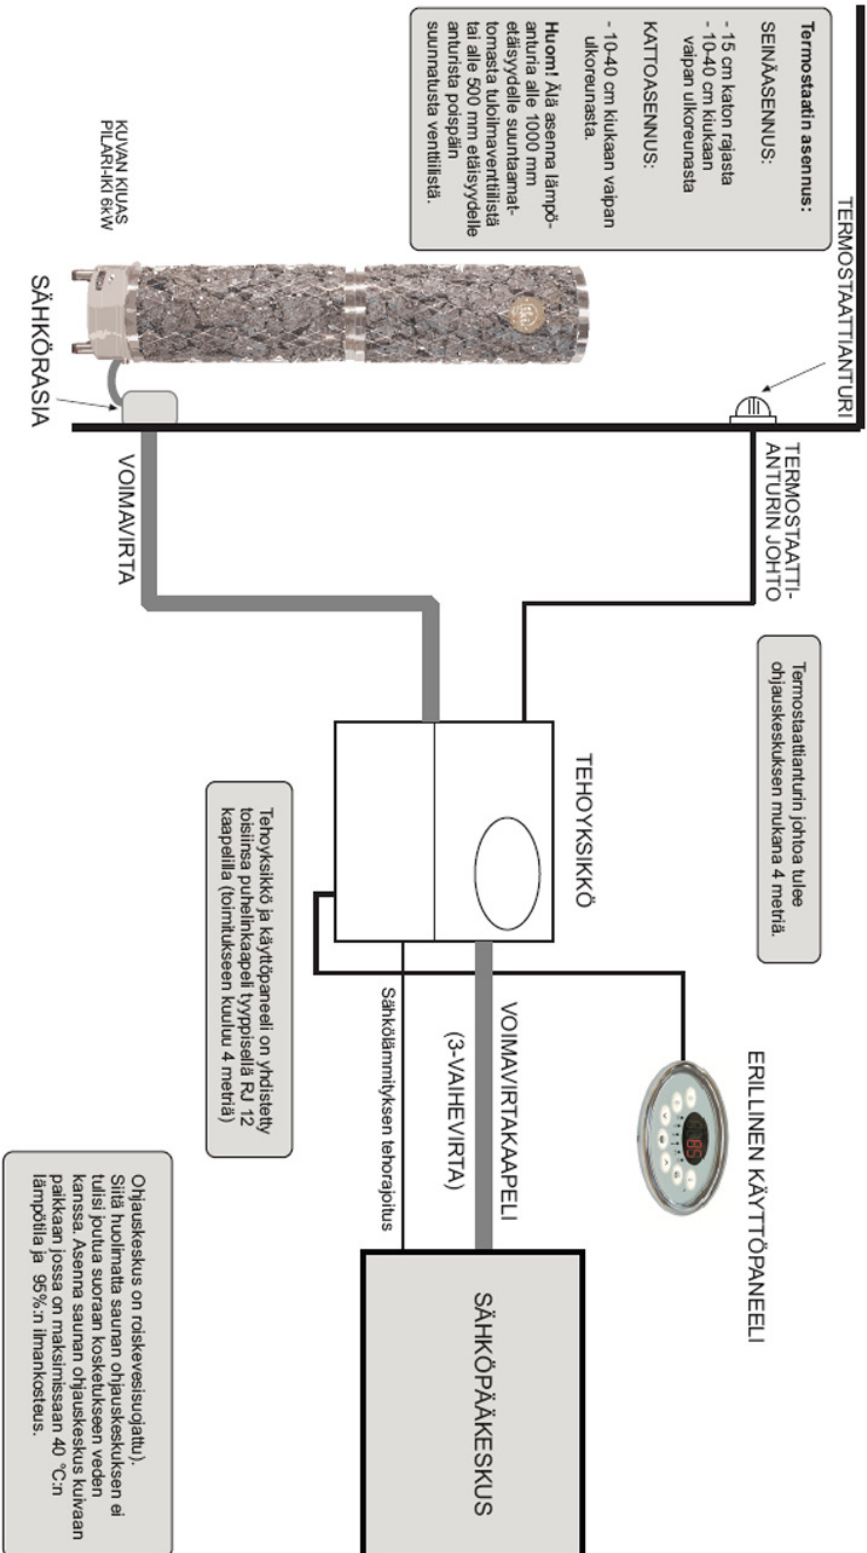 Termostaatin asennus:
SEINÄASENNUS:
- 15 cm katon rajasta
- 10-40 cm kiukaan
vaipan ulkoreunasta
KATTOASENNUS:
- 10-40 cm kiukaan vaipan
ulkoreunasta.
Huom! Älä asenna lämpö-
anturia alle 1000 mm
etäisyydelle suuntaamat-
tomasta tuloilmaventtiilistä
tai alle 500 mm etäisyydelle
anturista poispäin
suunnatusta venttiilistä.
KUVAN KIUAS
PILARI-IKI 6kW
TERMOSTAATTIANTURI
SÄHKÖRASIA
TERMOSTAATTI-
ANTURIN JOHTO
VOIMAVIRTA
Termostaattianturin johtoa tulee
ohjauskeskuksen mukana 4 metriä.
TEHOYKSIKKÖ
Tehoyksikkö ja käyttöpaneeli on yhdistetty
toisiinsa puhelinkaapeli tyyppisellä RJ 12
kaapelilla (toimitukseen kuuluu 4 metriä)
ERILLINEN KÄYTTÖPANEELI
85
VOIMAVIRTAKAAPELI
(3-VAIHEVIRTA)
Sähkölämmityksen tehorajoitus
SÄHKÖPÄÄKESKUS
Ohjauskeskus on roiskevesisuojattu).
Siitä huolimatta saunan ohjauskeskuksen ei
tulisi joutua suoraan kosketukseen veden
kanssa. Asenna saunan ohjauskeskus kuivaan
paikkaan jossa on maksimissaan 40 °C:n
lämpötila ja 95%:n ilmankosteus.